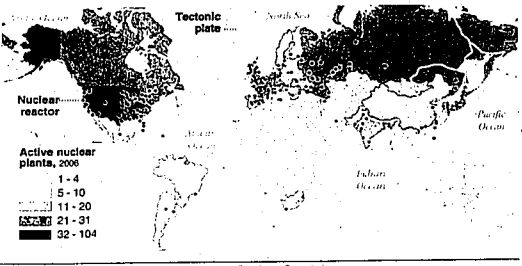 Ocean
Tectonic
plate
North Sea
Nuclear
reactor
Pacific
Ocean
Active nuclear
plants, 2006
1 - 4
5 - 10
11 - 20
21 - 31
32 - 104
Indian
Ocean